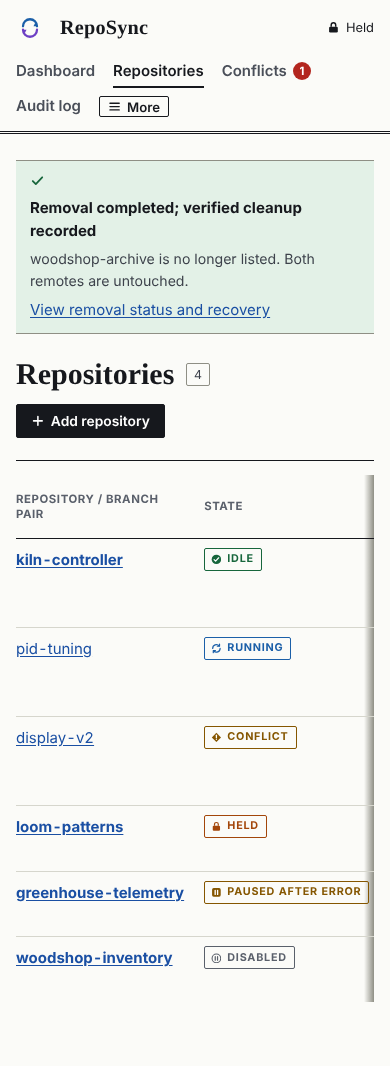 RepoSync
Held
Dashboard Repositories Conflicts 1
Audit log More
Removal completed; verified cleanup
recorded
woodshop-archive is no longer listed. Both
remotes are untouched.
View removal status and recovery
Repositories 4
+ Add repository
REPOSITORY / BRANCH
PAIR
STATE
kiln-controller IDLE
pid-tuning RUNNING
display-v2 CONFLICT
loom-patterns HELD
greenhouse-telemetry PAUSED AFTER ERROR
woodshop-inventory DISABLED